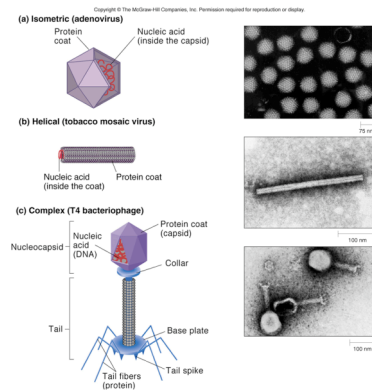 Copyright © The McGraw-Hill Companies, Inc. Permission required for reproduction or display.
(a) Isometric (adenovirus)
Protein
coat
Nucleic acid
(inside the capsid)
75 nm
(b) Helical (tobacco mosaic virus)
Nucleic acid
(inside the coat)
Protein coat
100 nm
(c) Complex (T4 bacteriophage)
Protein coat
(capsid)
Nucleic
acid
(DNA)
Nucleocapsid
Collar
Tail
Base plate
Tail spike
Tail fibers
(protein)
100 nm